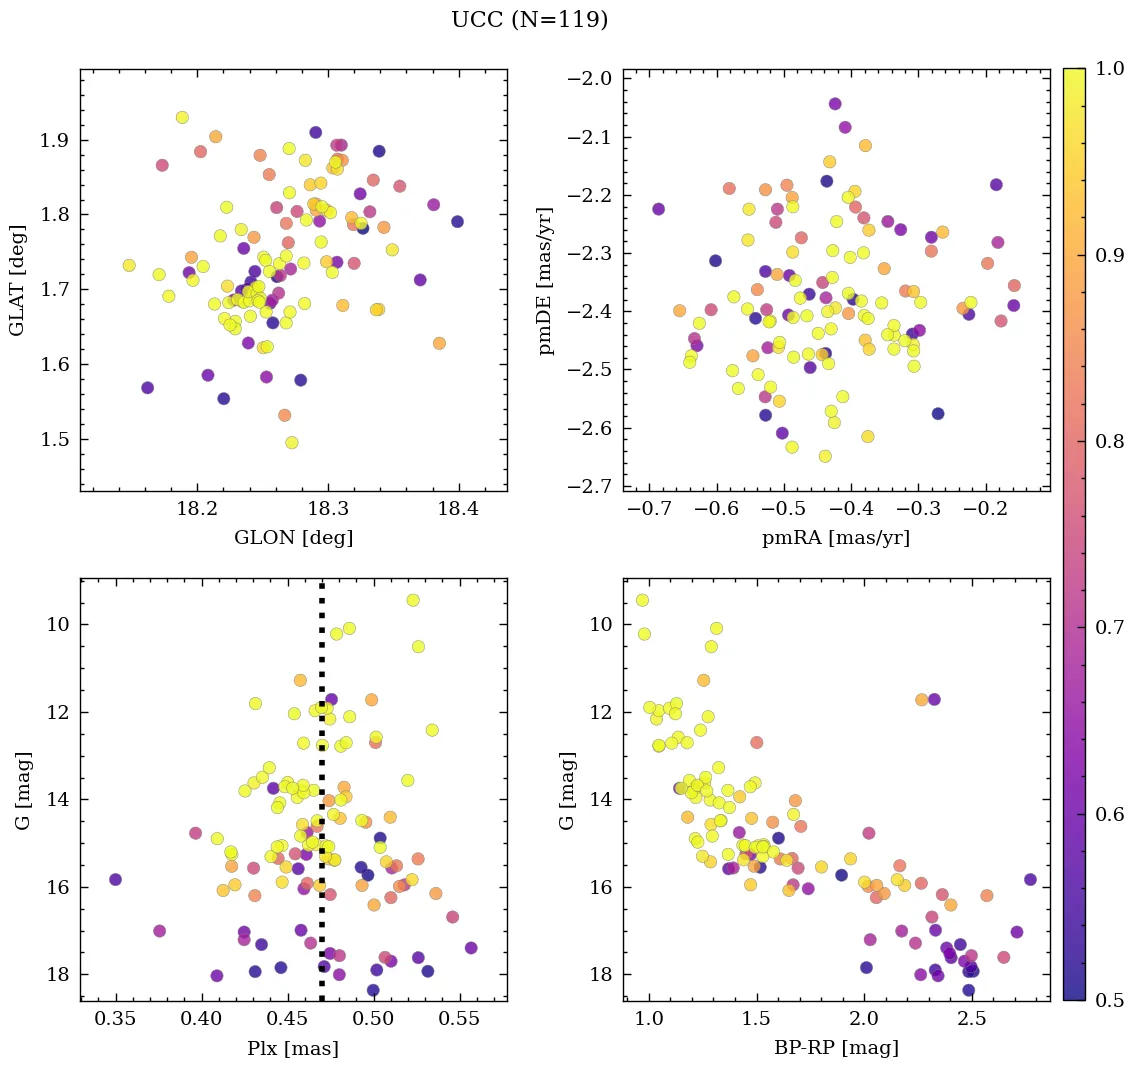 UCC (N=119)
1.9
1.8
1.7
1.6
1.5
GLAT [deg]
18.2 18.3 18.4
GLON [deg]
−2.0
−2.1
−2.2
−2.3
−2.4
−2.5
−2.6
−2.7
pmDE [mas/yr]
−0.7 −0.6 −0.5 −0.4 −0.3 −0.2
pmRA [mas/yr]
1.0
0.9
0.8
0.7
0.6
0.5
10
12
14
16
18
G [mag]
0.35 0.40 0.45 0.50 0.55
Plx [mas]
10
12
14
16
18
G [mag]
1.0 1.5 2.0 2.5
BP-RP [mag]